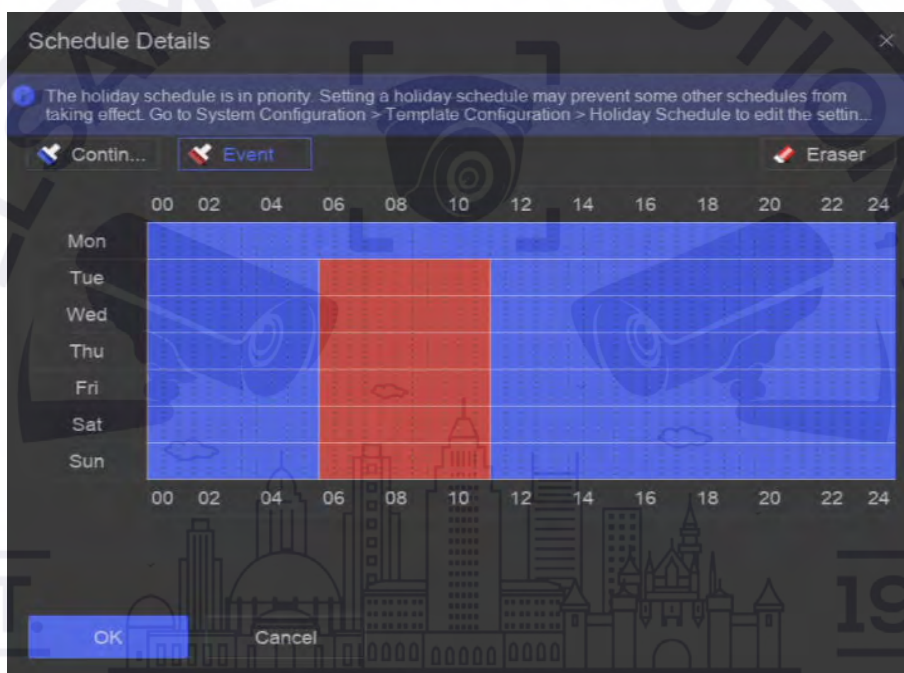 Schedule Details
The holiday schedule is in priority. Setting a holiday schedule may prevent some other schedules from
taking effect. Go to System Configuration > Template Configuration > Holiday Schedule to edit the settin...
Contin... Event Eraser
00 02 04 06 08 10 12 14 16 18 20 22 24
Mon
Tue
Wed
Thu
Fri
Sat
Sun
00 02 04 06 08 10 12 14 16 18 20 22 24
19
OK Cancel